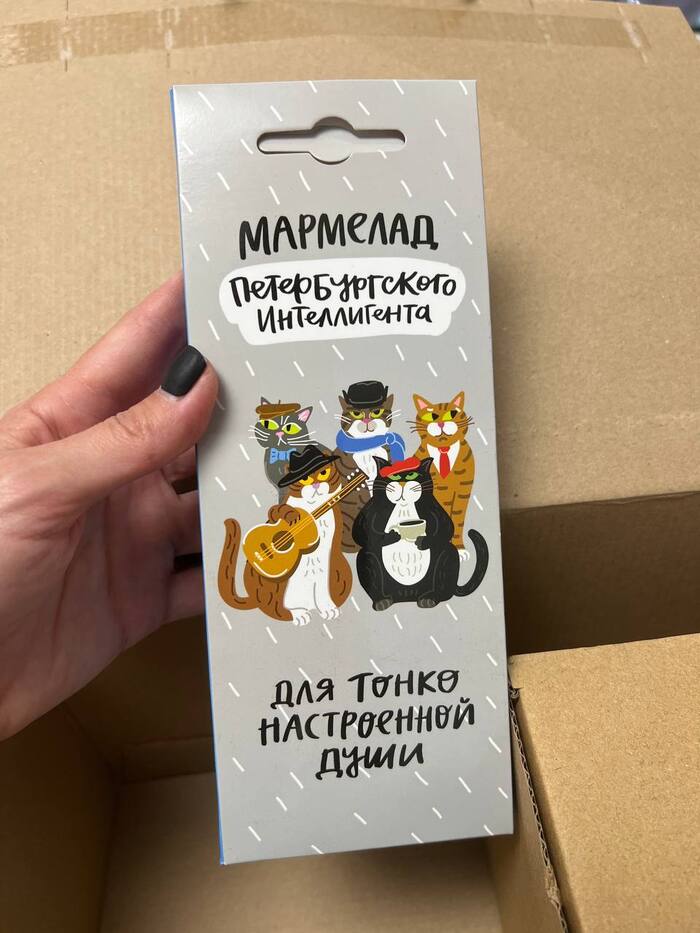 МАРМЕЛАД
ПЕТЕРБУРГСКОГО
ИНТЕЛЛИГЕНТА
ДЛЯ ТОНКО
НАСТРОЕННОЙ
ДУШИ